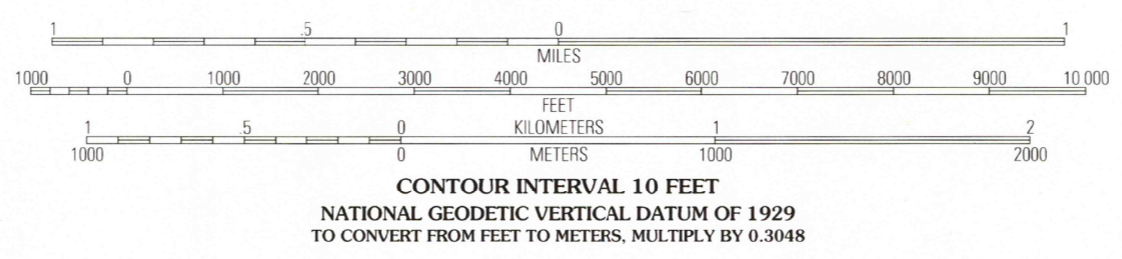 1 .5 0 1
MILES
1000 0 1000 2000 3000 4000 5000 6000 7000 8000 9000 10 000
FEET
1 .5 0 KILOMETERS 1 2
1000 0 METERS 1000 2000
CONTOUR INTERVAL 10 FEET
NATIONAL GEODETIC VERTICAL DATUM OF 1929
TO CONVERT FROM FEET TO METERS, MULTIPLY BY 0.3048